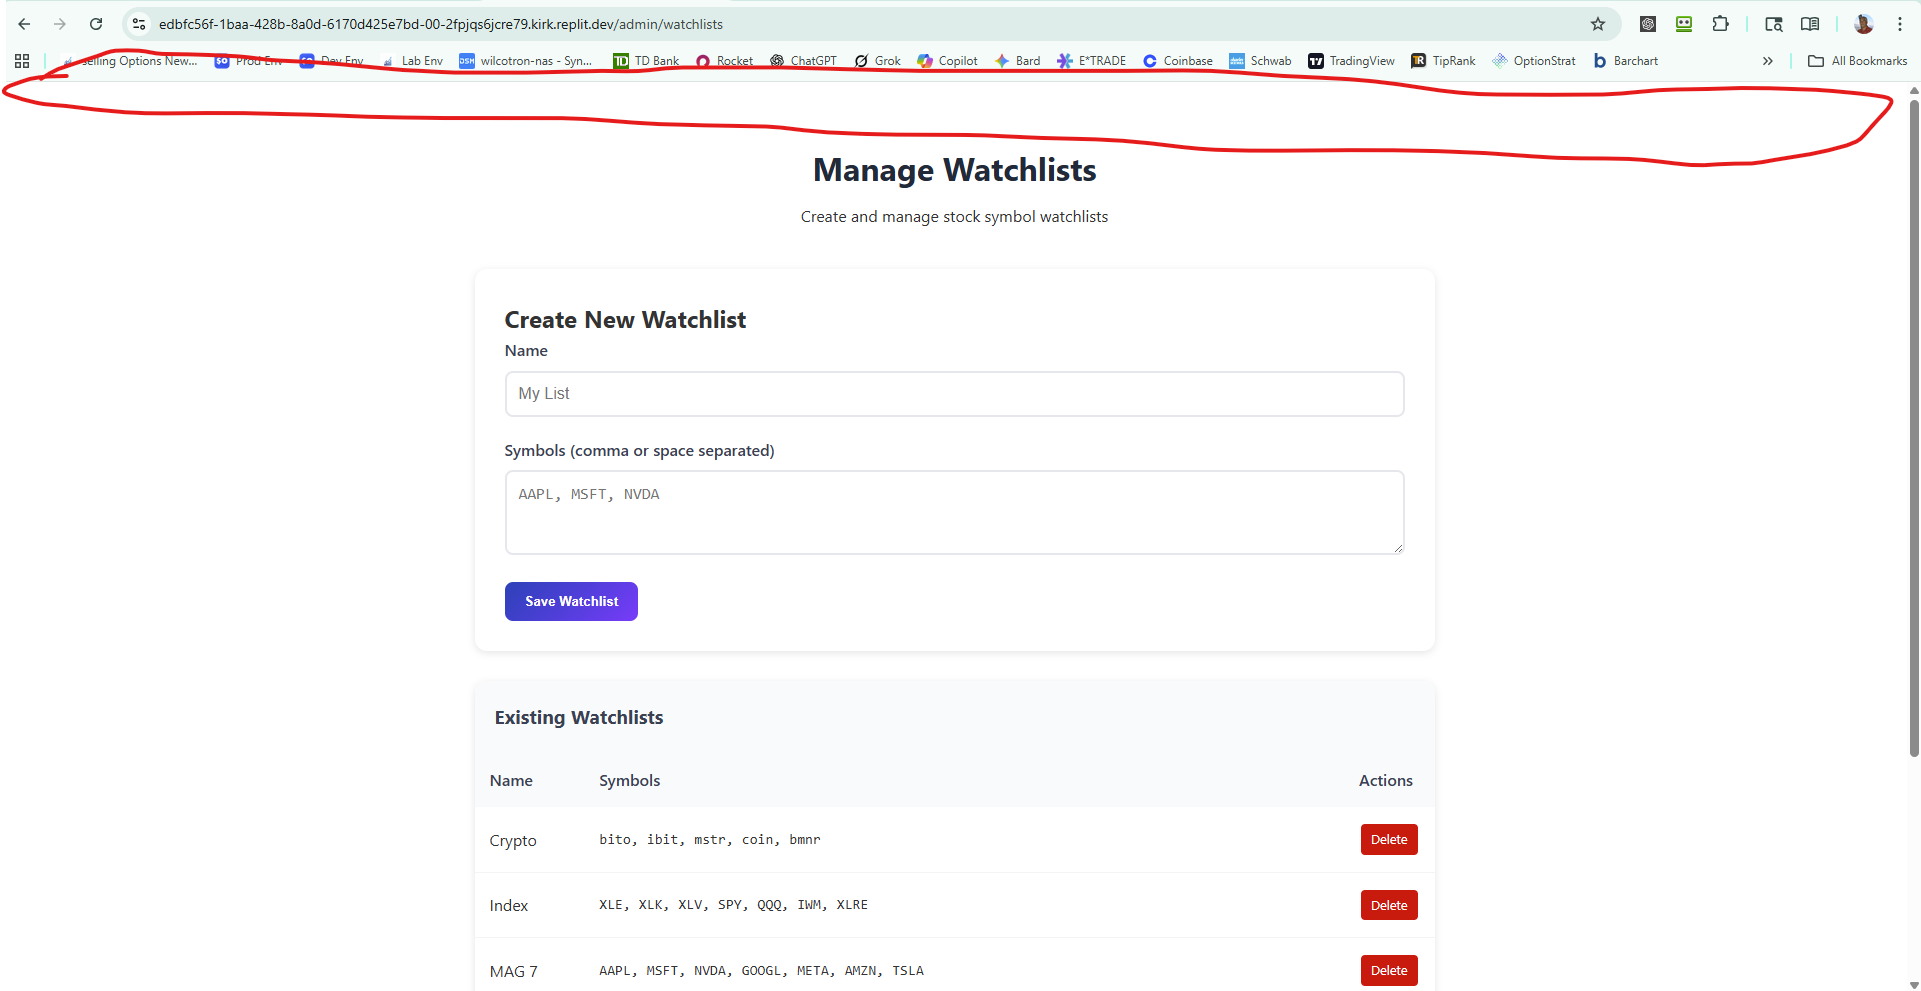 edbfc56f-1baa-428b-8a0d-6170d425e7bd-00-2fpjqs6jcre79.kirk.replit.dev/admin/watchlists
selling Options New... Prod Env Dev Env Lab Env wilcotron-nas - Syn... TD Bank Rocket ChatGPT Grok Copilot Bard E*TRADE Coinbase Schwab TradingView TipRank OptionStrat Barchart » All Bookmarks
Manage Watchlists
Create and manage stock symbol watchlists
Create New Watchlist
Name
My List
Symbols (comma or space separated)
AAPL, MSFT, NVDA
Save Watchlist
Existing Watchlists
Name Symbols Actions
Crypto bito, ibit, mstr, coin, bmnr Delete
Index XLE, XLK, XLV, SPY, QQQ, IWM, XLRE Delete
MAG 7 AAPL, MSFT, NVDA, GOOGL, META, AMZN, TSLA Delete